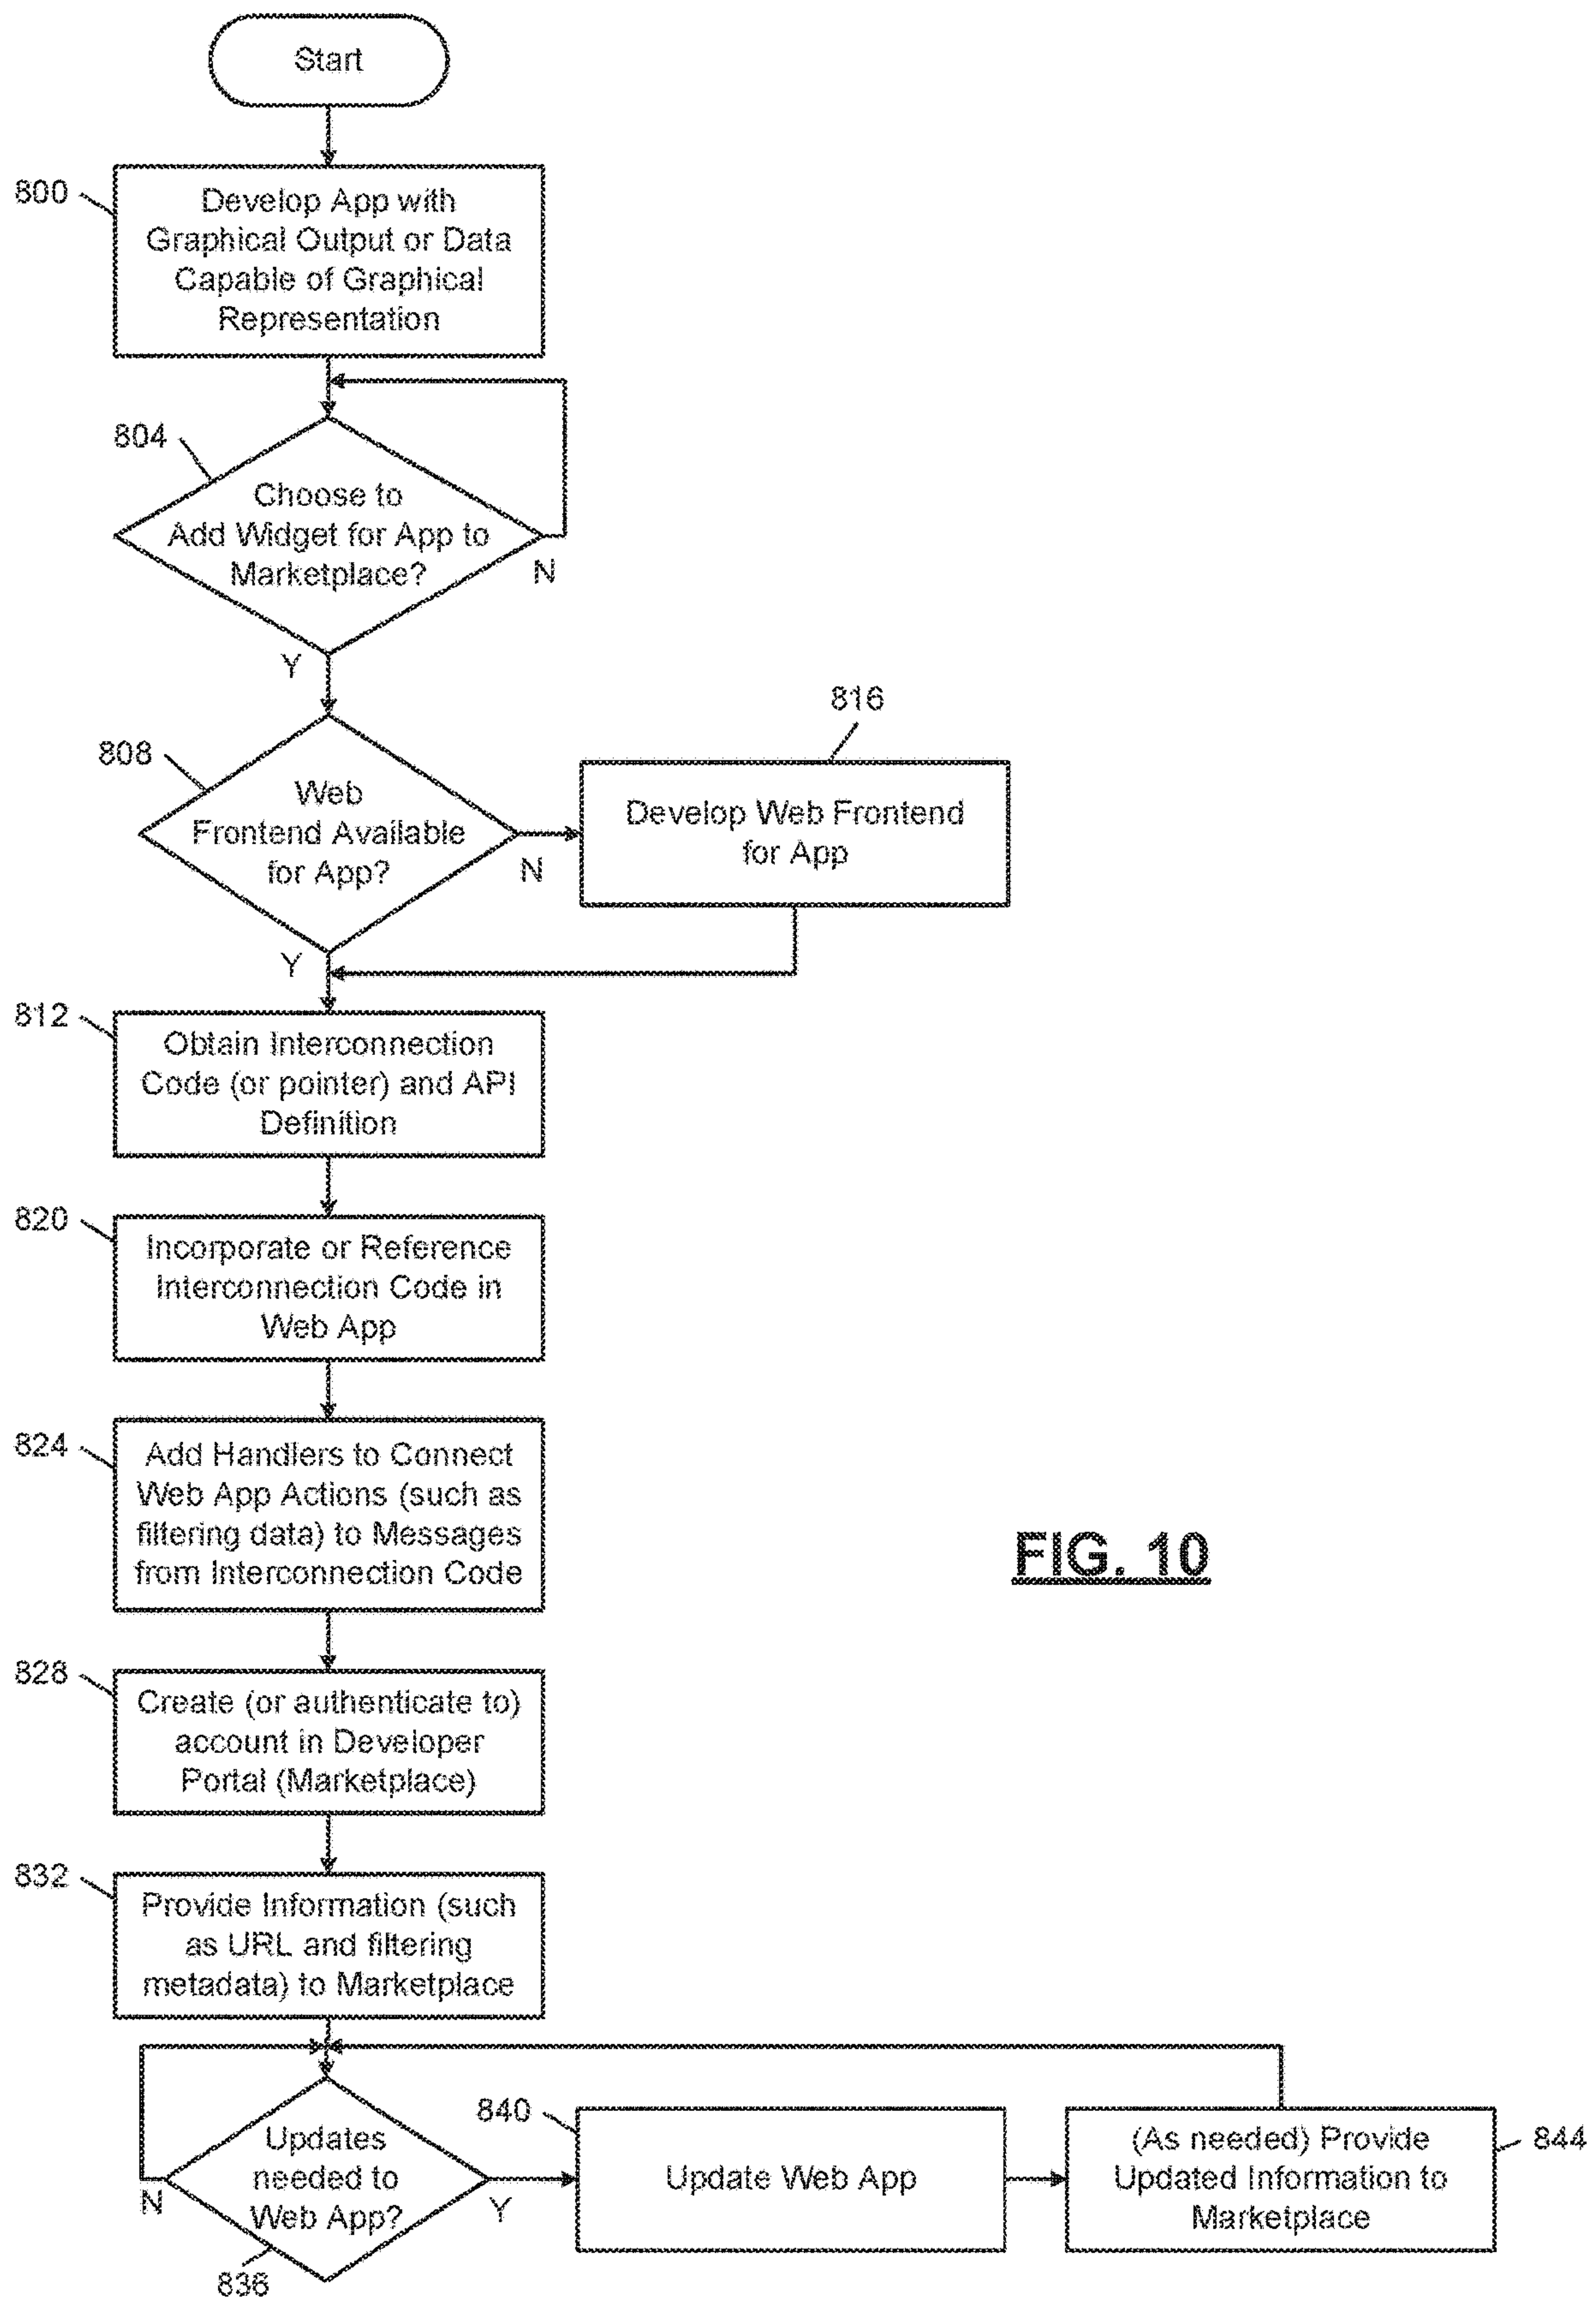 Start
800
Develop App with
Graphical Output or Data
Capable of Graphical
Representation
804
Choose to
Add Widget for App to
Marketplace?
N
Y
808
Web
Frontend Available
for App?
N
Y
816
Develop Web Frontend
for App
812
Obtain Interconnection
Code (or pointer) and API
Definition
820
Incorporate or Reference
Interconnection Code in
Web App
824
Add Handlers to Connect
Web App Actions (such as
filtering data) to Messages
from Interconnection Code
FIG. 10
828
Create (or authenticate to)
account in Developer
Portal (Marketplace)
832
Provide Information (such
as URL and filtering
metadata) to Marketplace
Updates
needed to
Web App?
N
Y
836
840
Update Web App
(As needed) Provide
Updated Information to
Marketplace
844